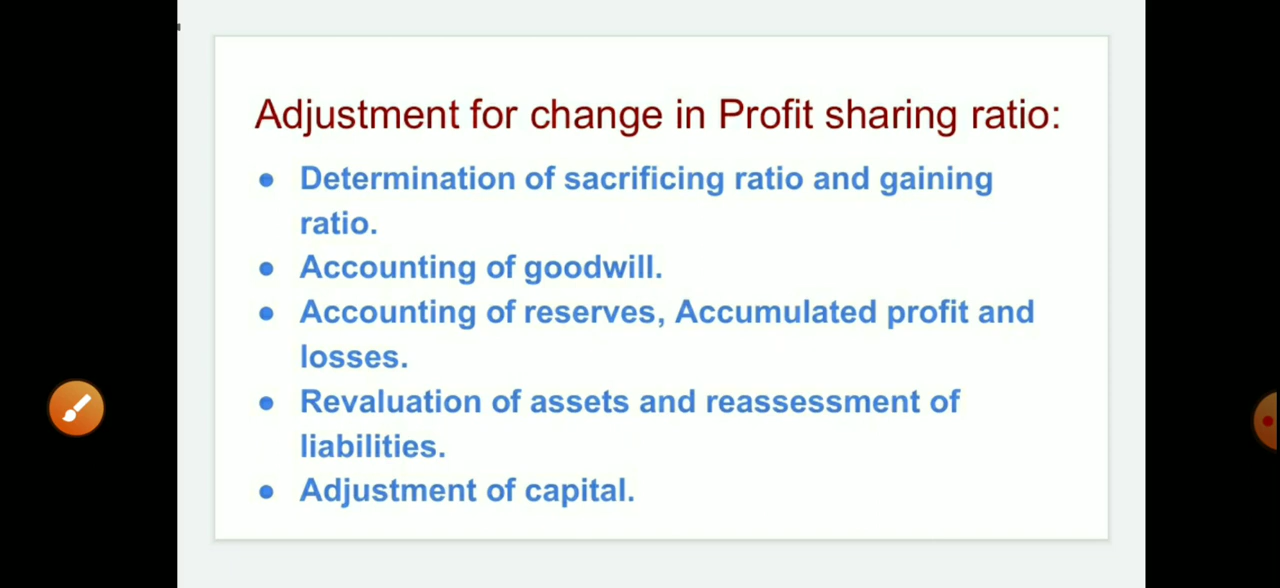 Adjustment for change in Profit sharing ratio:
● Determination of sacrificing ratio and gaining
ratio.
● Accounting of goodwill.
● Accounting of reserves, Accumulated profit and
losses.
● Revaluation of assets and reassessment of
liabilities.
● Adjustment of capital.